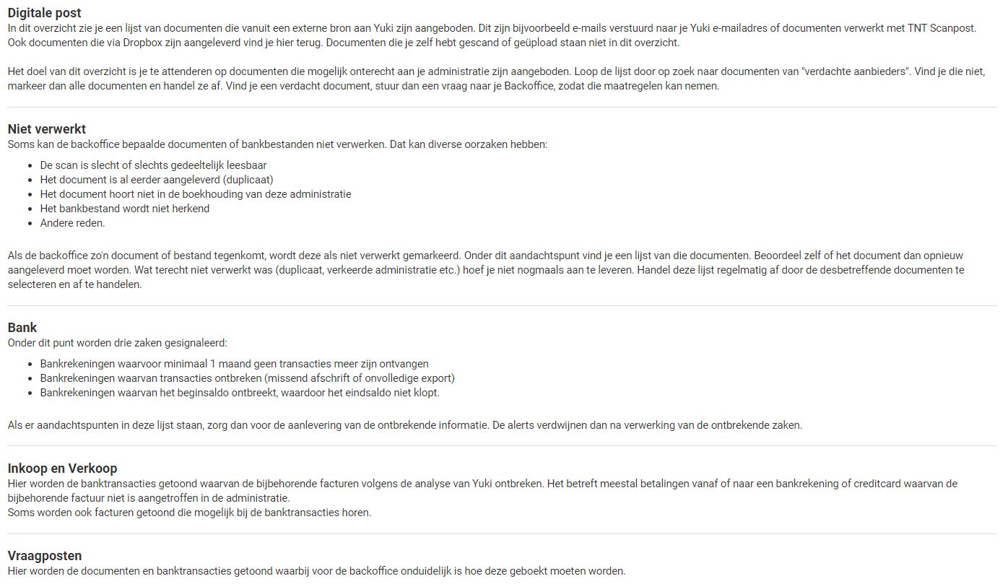 Digitale post
In dit overzicht zie je een lijst van documenten die vanuit een externe bron aan Yuki zijn aangeboden. Dit zijn bijvoorbeeld e-mails verstuurd naar je Yuki e-mailadres of documenten verwerkt met TNT Scanpost.
Ook documenten die via Dropbox zijn aangeleverd vind je hier terug. Documenten die je zelf hebt gescand of geüpload staan niet in dit overzicht.
Het doel van dit overzicht is je te attenderen op documenten die mogelijk onterecht aan je administratie zijn aangeboden. Loop de lijst door op zoek naar documenten van "verdachte aanbieders". Vind je die niet,
markeer dan alle documenten en handel ze af. Vind je een verdacht document, stuur dan een vraag naar je Backoffice, zodat die maatregelen kan nemen.
Niet verwerkt
Soms kan de backoffice bepaalde documenten of bankbestanden niet verwerken. Dat kan diverse oorzaken hebben:
• De scan is slecht of slechts gedeeltelijk leesbaar
• Het document is al eerder aangeleverd (duplicaat)
• Het document hoort niet in de boekhouding van deze administratie
• Het bankbestand wordt niet herkend
• Andere reden.
Als de backoffice zo'n document of bestand tegenkomt, wordt deze als niet verwerkt gemarkeerd. Onder dit aandachtspunt vind je een lijst van die documenten. Beoordeel zelf of het document dan opnieuw
aangeleverd moet worden. Wat terecht niet verwerkt was (duplicaat, verkeerde administratie etc.) hoef je niet nogmaals aan te leveren. Handel deze lijst regelmatig af door de desbetreffende documenten te
selecteren en af te handelen.
Bank
Onder dit punt worden drie zaken gesignaleerd:
• Bankrekeningen waarvoor minimaal 1 maand geen transacties meer zijn ontvangen
• Bankrekeningen waarvan transacties ontbreken (missend afschrift of onvolledige export)
• Bankrekeningen waarvan het beginsaldo ontbreekt, waardoor het eindsaldo niet klopt.
Als er aandachtspunten in deze lijst staan, zorg dan voor de aanlevering van de ontbrekende informatie. De alerts verdwijnen dan na verwerking van de ontbrekende zaken.
Inkoop en Verkoop
Hier worden de banktransacties getoond waarvan de bijbehorende facturen volgens de analyse van Yuki ontbreken. Het betreft meestal betalingen vanaf of naar een bankrekening of creditcard waarvan de
bijbehorende factuur niet is aangetroffen in de administratie.
Soms worden ook facturen getoond die mogelijk bij de banktransacties horen.
Vraagposten
Hier worden de documenten en banktransacties getoond waarbij voor de backoffice onduidelijk is hoe deze geboekt moeten worden.